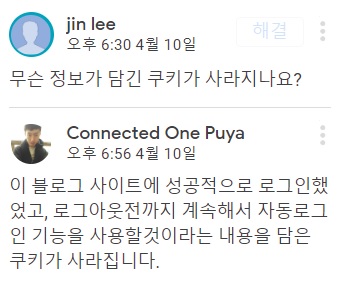 jin lee
해결
오후 6:30 4월 10일
무슨 정보가 담긴 쿠키가 사라지나요?
Connected One Puya
오후 6:56 4월 10일
이 블로그 사이트에 성공적으로 로그인했
었고, 로그아웃전까지 계속해서 자동로그
인 기능을 사용할것이라는 내용을 담은
쿠키가 사라집니다.